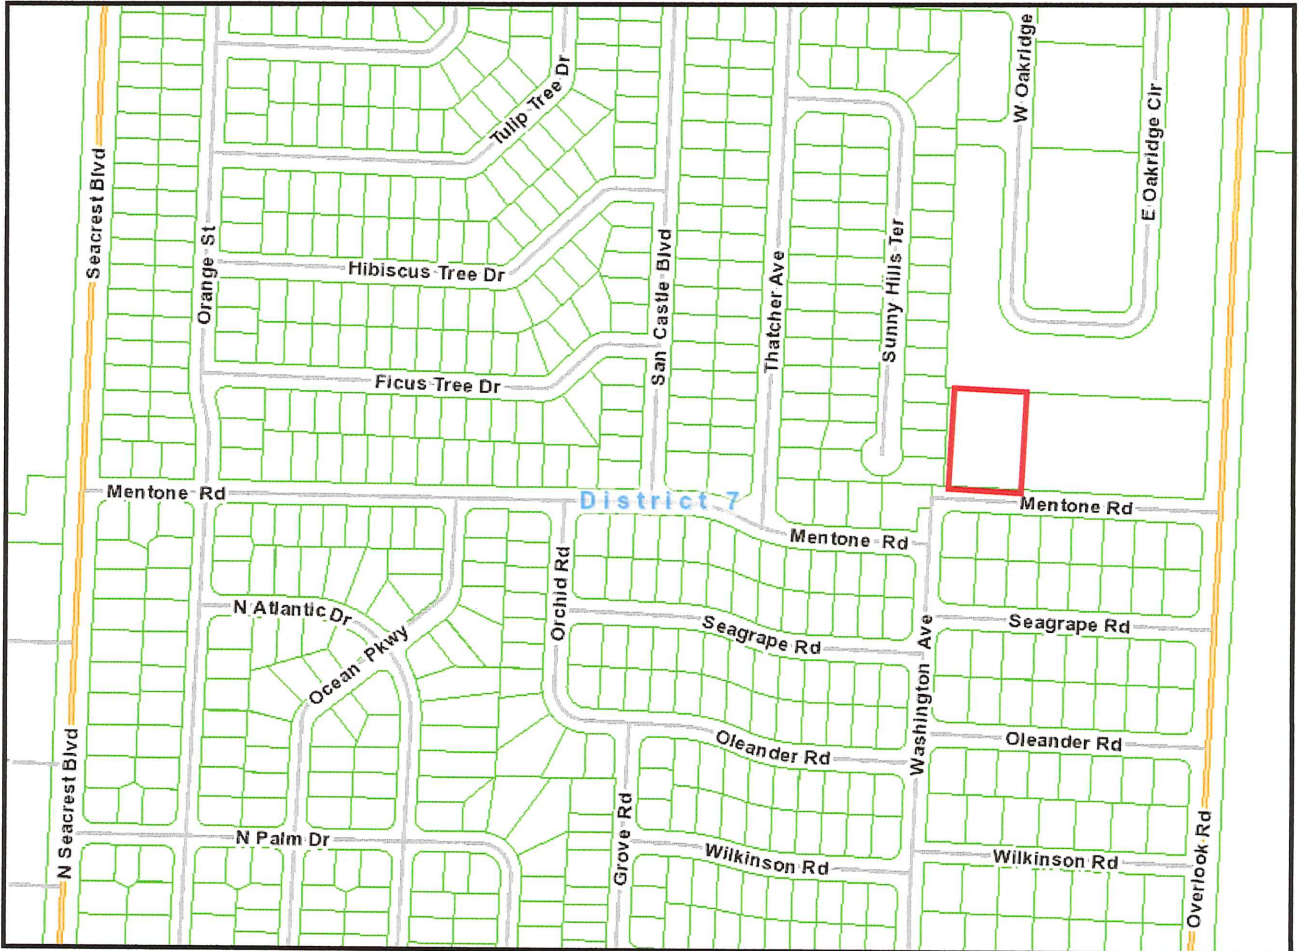 W Oakridge
E Oakridge Cir
Tulip Tree Dr
Seacrest Blvd
Orange St
Hibiscus Tree Dr
San Castle Blvd
Thatcher Ave
Sunny Hills Ter
Ficus Tree Dr
Mentone Rd
District 7
Mentone Rd
Mentone Rd
N Atlantic Dr
Orchid Rd
Ocean Pkwy
Seagrape Rd
Washington Ave
Seagrape Rd
N Seacrest Blvd
Oleander Rd
Oleander Rd
N Palm Dr
Grove Rd
Wilkinson Rd
Wilkinson Rd
Overlook Rd